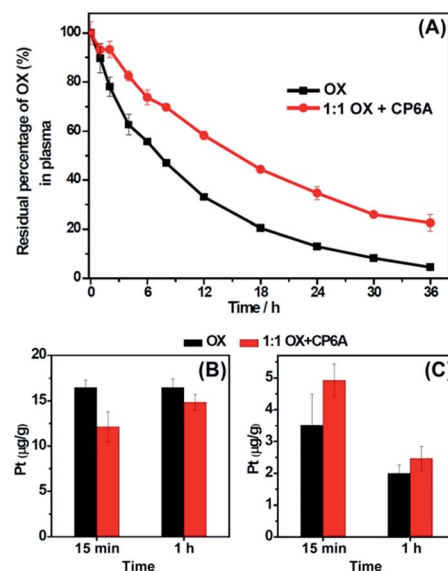 (A)
Residual percentage of OX (%)
in plasma
100
80
60
40
20
0
OX
1:1 OX + CP6A
0 6 12 18 24 30 36
Time / h
OX 1:1 OX+CP6A
(B)
Pt (μg/g)
20
15
10
5
0
15 min 1 h
Time
(C)
Pt (μg/g)
5
4
3
2
1
0
15 min 1 h
Time